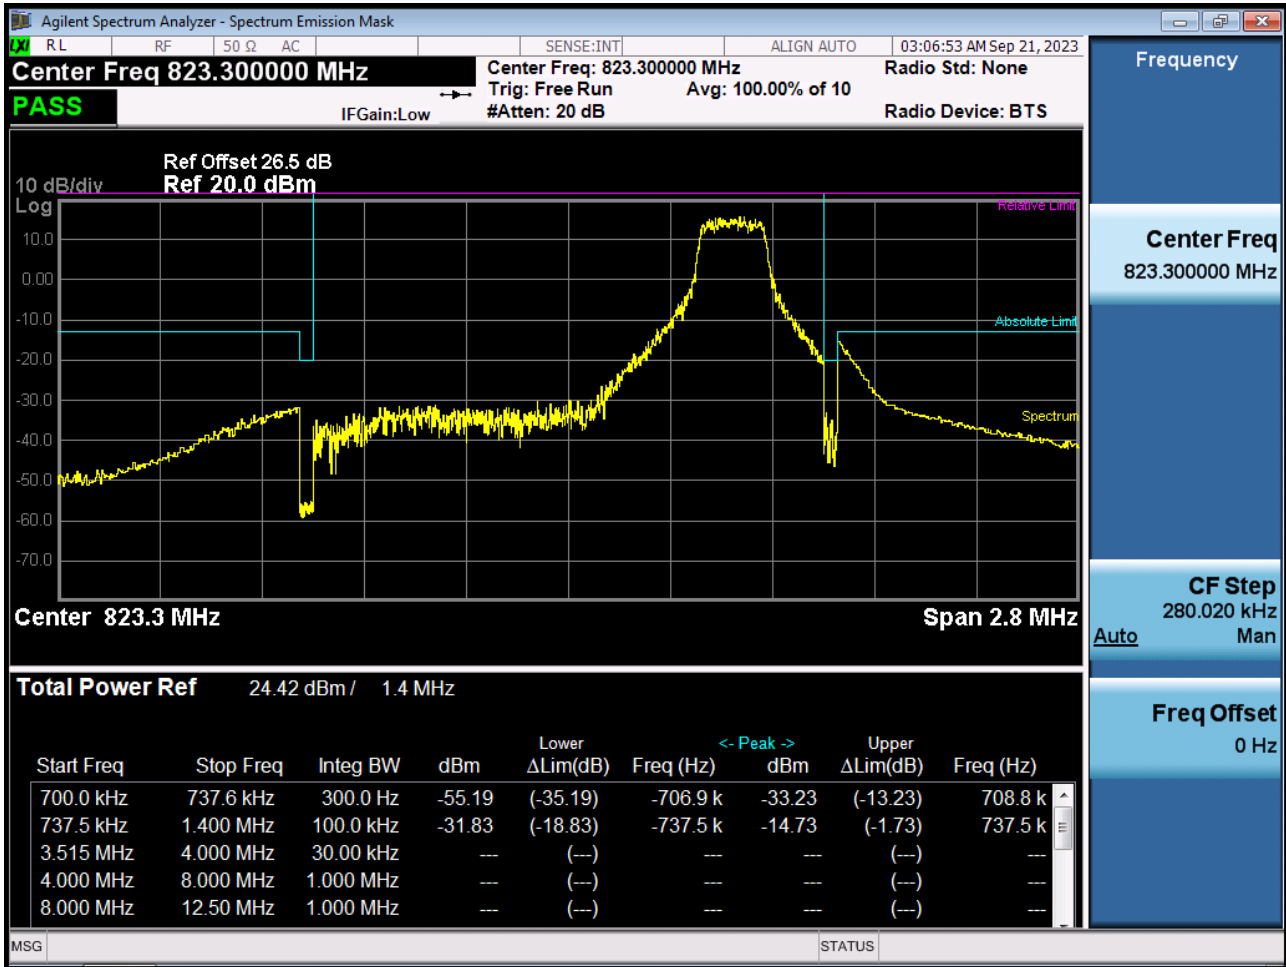 Agilent Spectrum Analyzer - Spectrum Emission Mask
LXI RL RF 50 Ω AC SENSE:INT ALIGN AUTO 03:06:53 AM Sep 21, 2023
Center Freq 823.300000 MHz
PASS
IFGain:Low
Center Freq: 823.300000 MHz
Trig: Free Run Avg: 100.00% of 10
#Atten: 20 dB
Radio Std: None
Radio Device: BTS
Ref Offset 26.5 dB
10 dB/div Ref 20.0 dBm
Log
Relative Limit
10.0
0.00
-10.0
Absolute Limit
-20.0
-30.0
Spectrum
-40.0
-50.0
-60.0
-70.0
Center 823.3 MHz Span 2.8 MHz
Total Power Ref 24.42 dBm / 1.4 MHz
Lower <- Peak -> Upper
Start Freq Stop Freq Integ BW dBm ΔLim(dB) Freq (Hz) dBm ΔLim(dB) Freq (Hz)
700.0 kHz 737.6 kHz 300.0 Hz -55.19 (-35.19) -706.9 k -33.23 (-13.23) 708.8 k
737.5 kHz 1.400 MHz 100.0 kHz -31.83 (-18.83) -737.5 k -14.73 (-1.73) 737.5 k
3.515 MHz 4.000 MHz 30.00 kHz --- (---) --- --- (---) ---
4.000 MHz 8.000 MHz 1.000 MHz --- (---) --- --- (---) ---
8.000 MHz 12.50 MHz 1.000 MHz --- (---) --- --- (---) ---
MSG STATUS
Frequency
Center Freq
823.300000 MHz
CF Step
280.020 kHz
Auto Man
Freq Offset
0 Hz